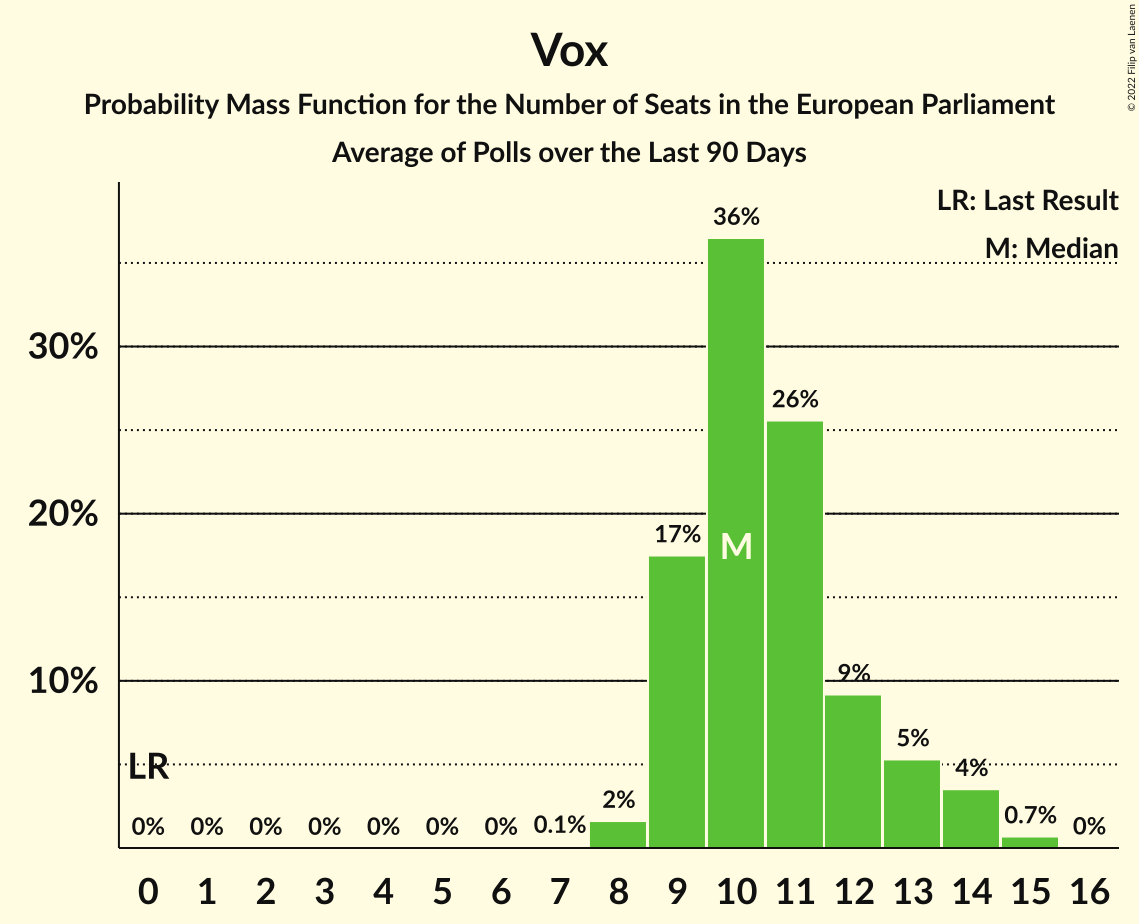 Vox
Probability Mass Function for the Number of Seats in the European Parliament
Average of Polls over the Last 90 Days
© 2022 Filip van Laenen
LR: Last Result
M: Median
36%
30%
26%
20%
17%
M
10%
9%
5%
LR
4%
2%
0% 0% 0% 0% 0% 0% 0% 0.1% 0.7% 0%
0 1 2 3 4 5 6 7 8 9 10 11 12 13 14 15 16